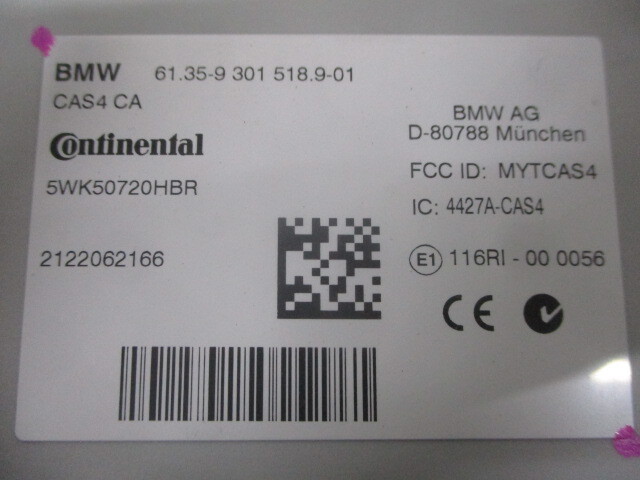 BMW 61.35-9 301 518.9-01
CAS4 CA
Continental
5WK50720HBR
2122062166
BMW AG
D-80788 München
FCC ID: MYTCAS4
IC: 4427A-CAS4
E1 116RI - 00 0056
CE